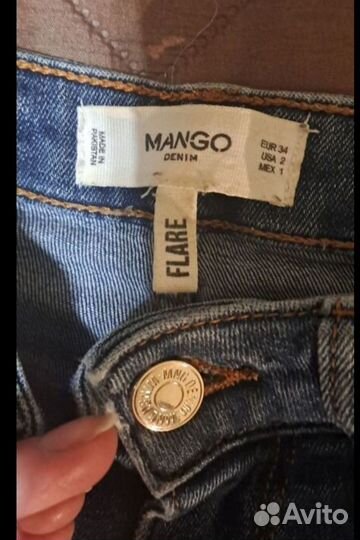 MADE IN
PAKISTAN
MANGO
DENIM
EUR 34
USA 2
MEX 1
FLARE
Avito